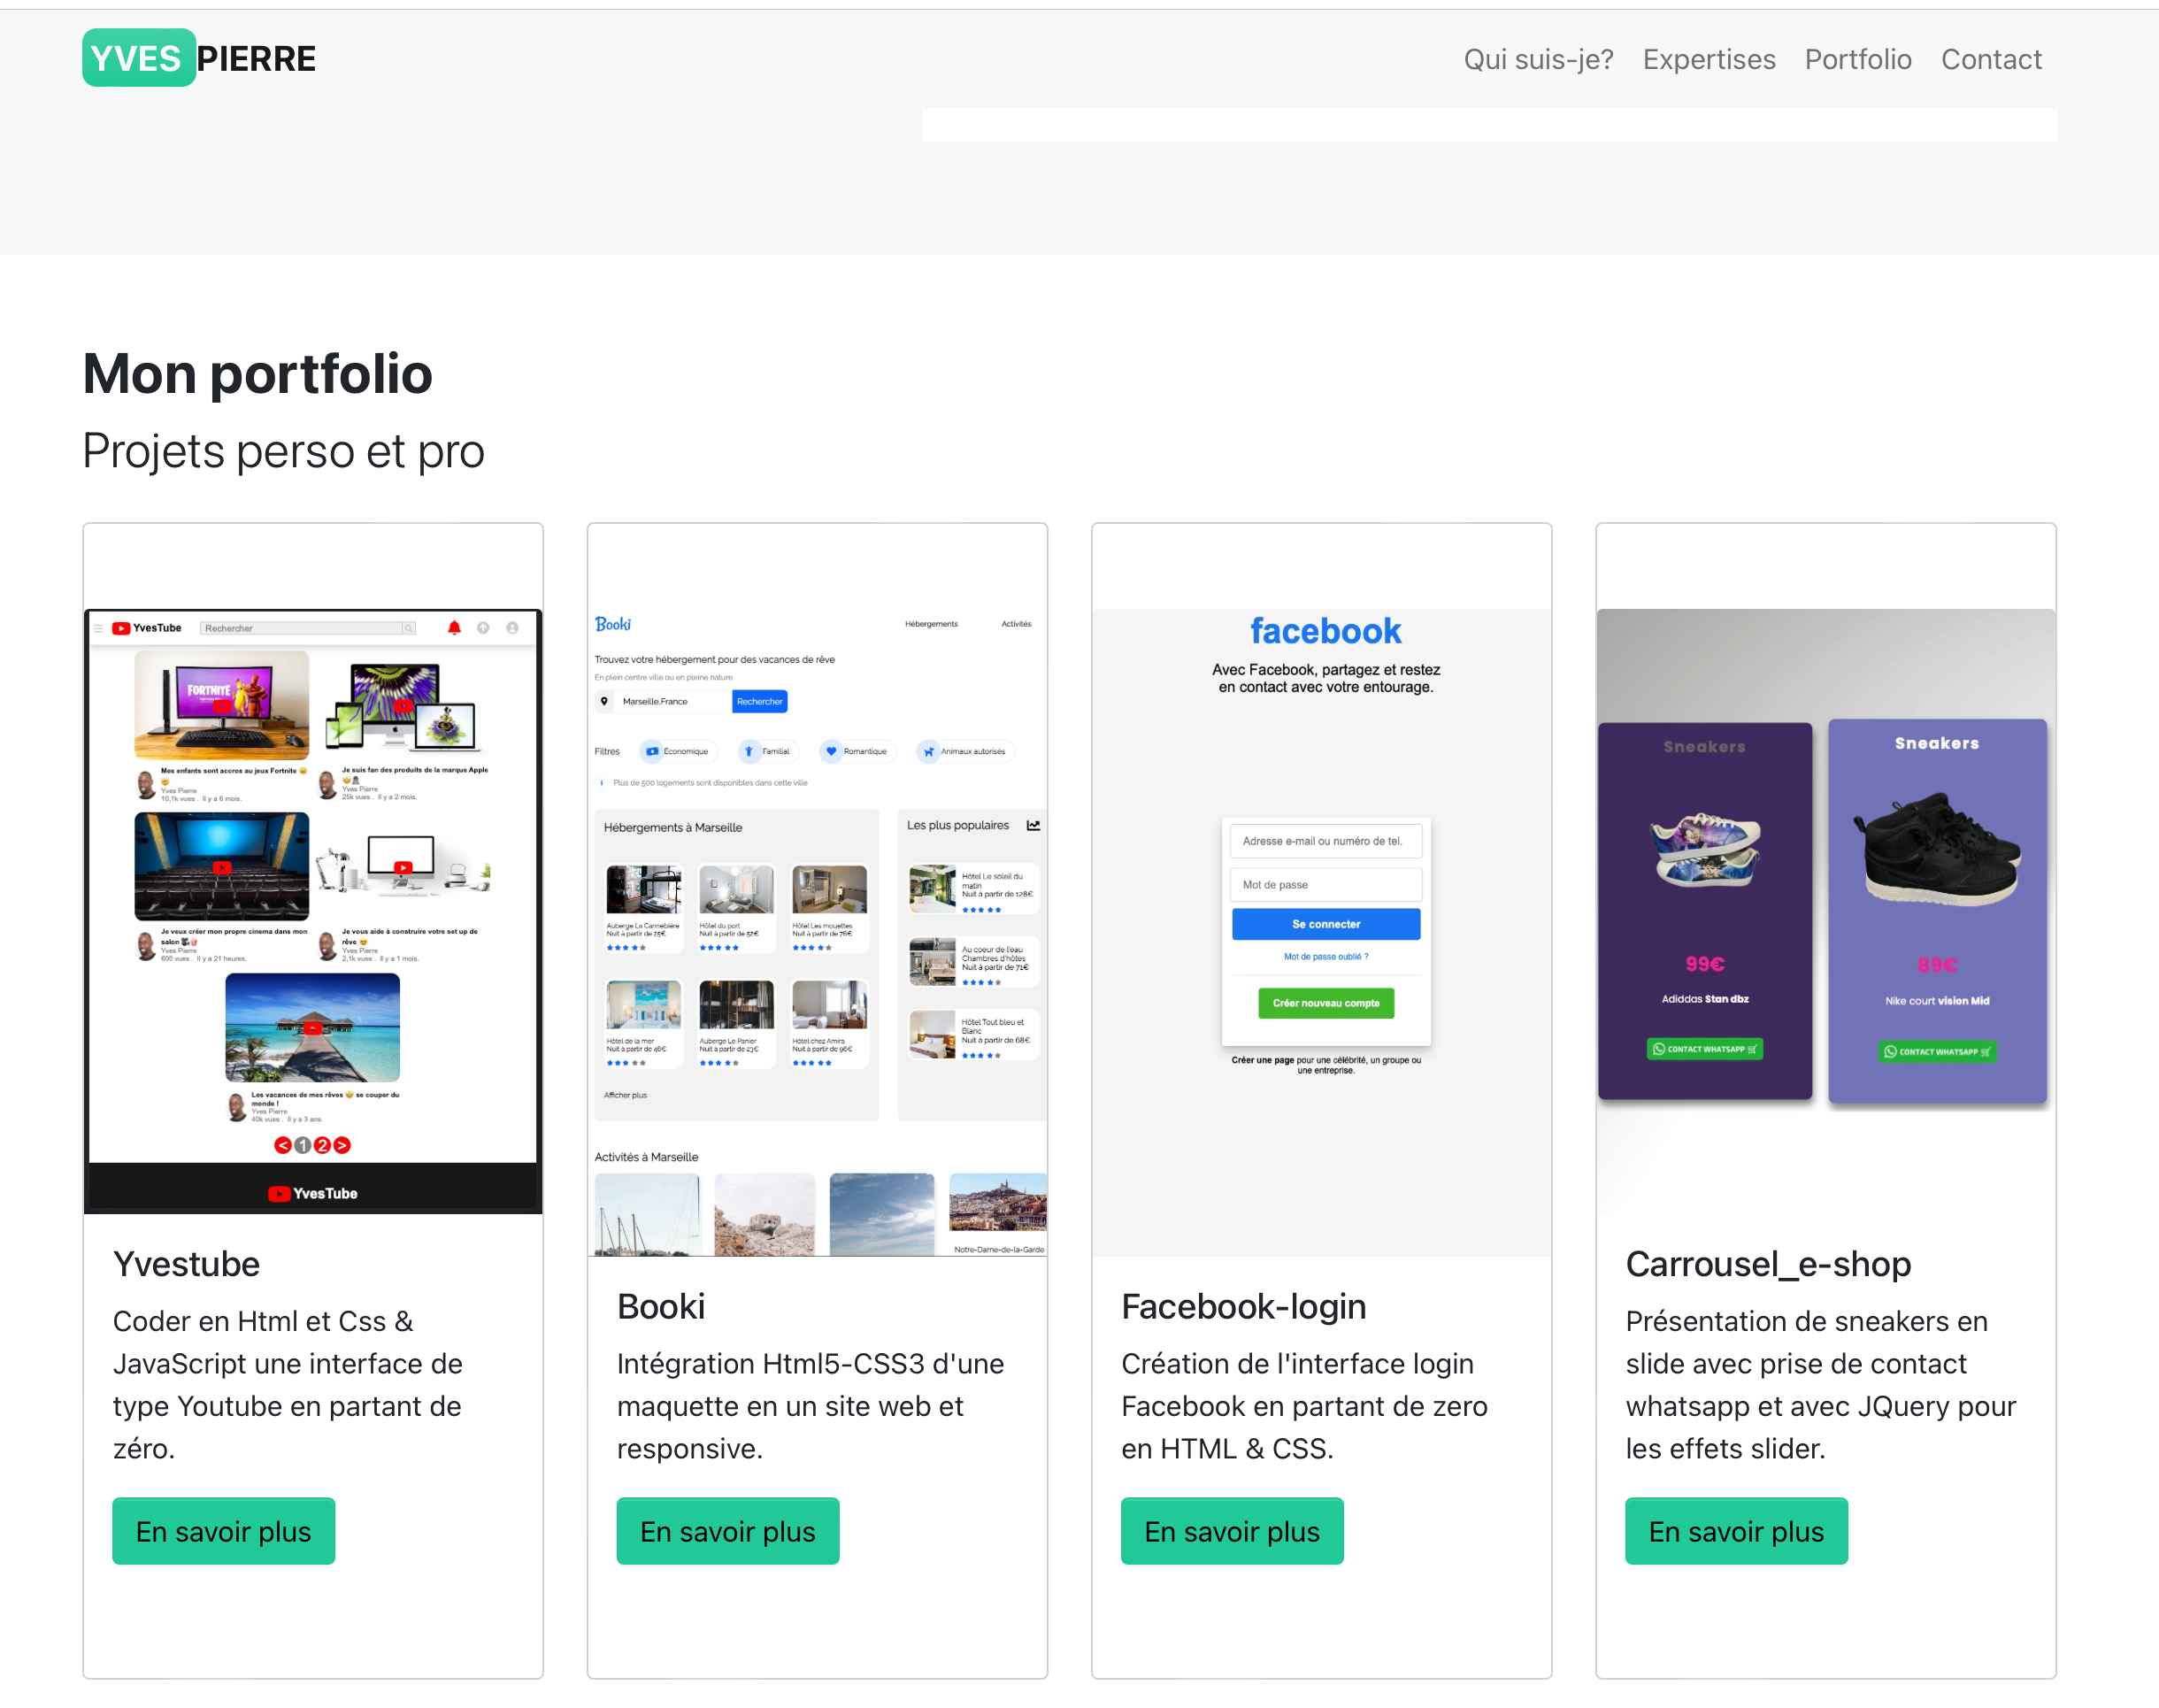 YVES PIERRE
Qui suis-je? Expertises Portfolio Contact
Mon portfolio
Projets perso et pro
YvesTube
Rechercher
FORTNITE
Mes enfants sont accros au jeux Fortnite
Yves Pierre
10,1k vues . Il y a 6 mois.
Je suis fan des produits de la marque Apple
Yves Pierre
25k vues . Il y a 2 mois.
Je veux créer mon propre cinema dans mon
salon
Yves Pierre
600 vues . Il y a 21 heures.
Je vous aide à construire votre set up de
rêve
Yves Pierre
2,1k vues . Il y a 1 mois.
Les vacances de mes rêves 😍 se couper du
monde !
Yves Pierre
40k vues . Il y a 3 ans.
< 1 2 >
YvesTube
Yvestube
Coder en Html et Css &
JavaScript une interface de
type Youtube en partant de
zéro.
En savoir plus
Booki
Hébergements Activités
Trouvez votre hébergement pour des vacances de rêve
En plein centre ville ou en pleine nature
Marseille,France Rechercher
Filtres Économique Familial Romantique Animaux autorisés
Plus de 500 logements sont disponibles dans cette ville
Hébergements à Marseille
Auberge La Cannebière
Nuit à partir de 25€
Hôtel du port
Nuit à partir de 52€
Hôtel Les mouettes
Nuit à partir de 76€
Hôtel de la mer
Nuit à partir de 46€
Auberge Le Panier
Nuit à partir de 23€
Hôtel chez Amira
Nuit à partir de 96€
Afficher plus
Les plus populaires
Hôtel Le soleil du
matin
Nuit à partir de 128€
Au coeur de l'eau
Chambres d'hôtes
Nuit à partir de 71€
Hôtel Tout bleu et
Blanc
Nuit à partir de 68€
Activités à Marseille
Notre-Dame-de-la-Garde
Booki
Intégration Html5-CSS3 d'une
maquette en un site web et
responsive.
En savoir plus
facebook
Avec Facebook, partagez et restez
en contact avec votre entourage.
Adresse e-mail ou numéro de tel.
Mot de passe
Se connecter
Mot de passe oublié ?
Créer nouveau compte
Créer une page pour une célébrité, un groupe ou
une entreprise.
Facebook-login
Création de l'interface login
Facebook en partant de zero
en HTML & CSS.
En savoir plus
Sneakers
99€
Adiddas Stan dbz
CONTACT WHATSAPP
Sneakers
89€
Nike court vision Mid
CONTACT WHATSAPP
Carrousel_e-shop
Présentation de sneakers en
slide avec prise de contact
whatsapp et avec JQuery pour
les effets slider.
En savoir plus